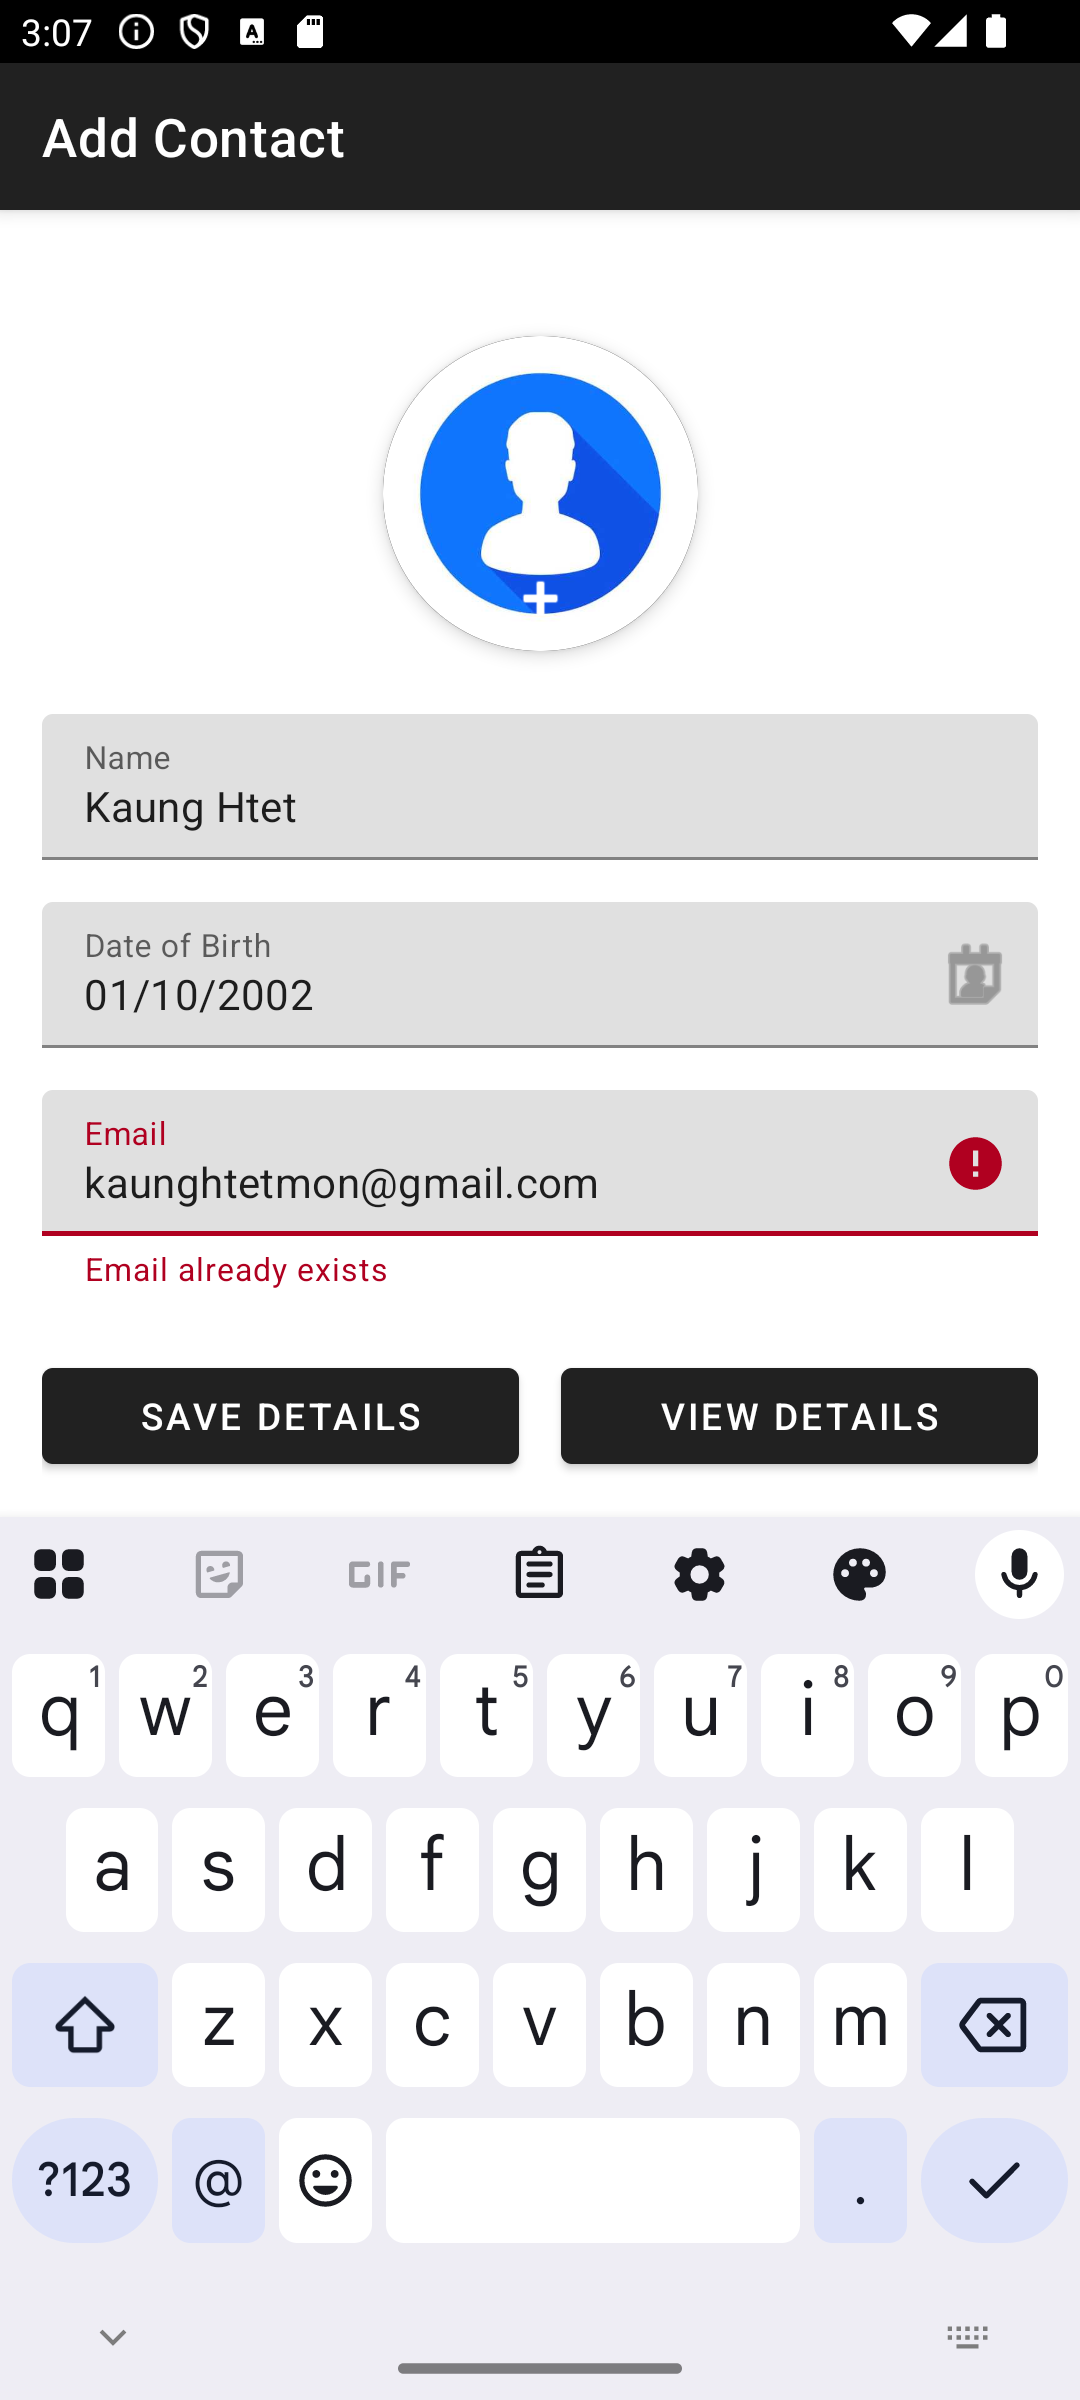 3:07
Add Contact
Name
Kaung Htet
Date of Birth
01/10/2002
Email
kaunghtetmon@gmail.com
Email already exists
SAVE DETAILS VIEW DETAILS
GIF
q 1 w 2 e 3 r 4 t 5 y 6 u 7 i 8 o 9 p 0
a s d f g h j k l
z x c v b n m
?123 @ .